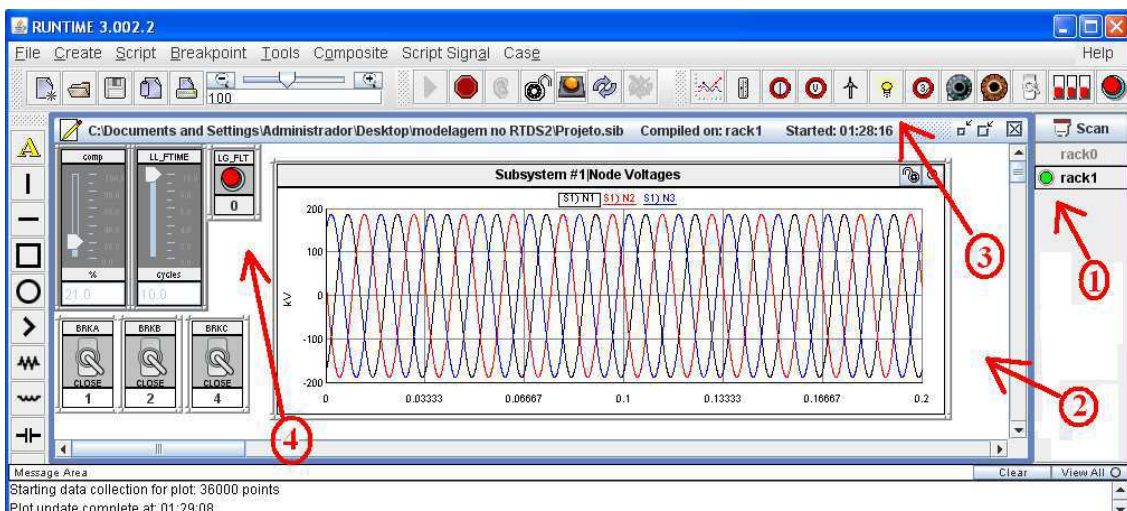 RUNTIME 3.002.2
File Create Script Breakpoint Tools Composite Script Signal Case Help
100
C:\Documents and Settings\Administrador\Desktop\modelagem no RTDS2\Projeto.sib Compiled on: rack1 Started: 01:28:16
Scan
rack0
rack1
comp
%
21.0
LL_FTIME
cycles
10.0
LG_FLT
0
BRKA
CLOSE
1
BRKB
CLOSE
2
BRKC
CLOSE
4
Subsystem #1|Node Voltages
S1) N1 S1) N2 S1) N3
kV
200
100
0
-100
-200
0 0.03333 0.06667 0.1 0.13333 0.16667 0.2
1
2
3
4
Message Area Clear View All
Starting data collection for plot: 36000 points
Plot update complete at: 01:29:08